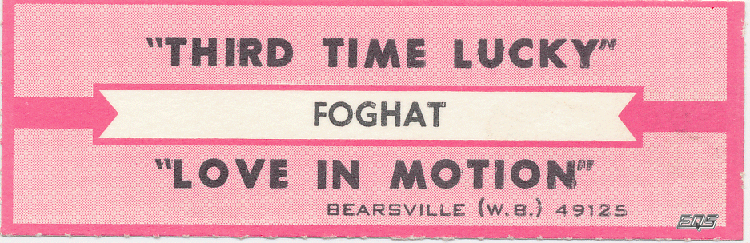 "THIRD TIME LUCKY"
FOGHAT
"LOVE IN MOTION"
BEARSVILLE (W.B.) 49125